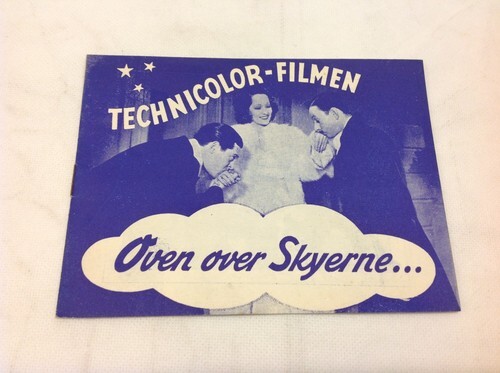 TECHNICOLOR-FILMEN
Oven over Skyerne...